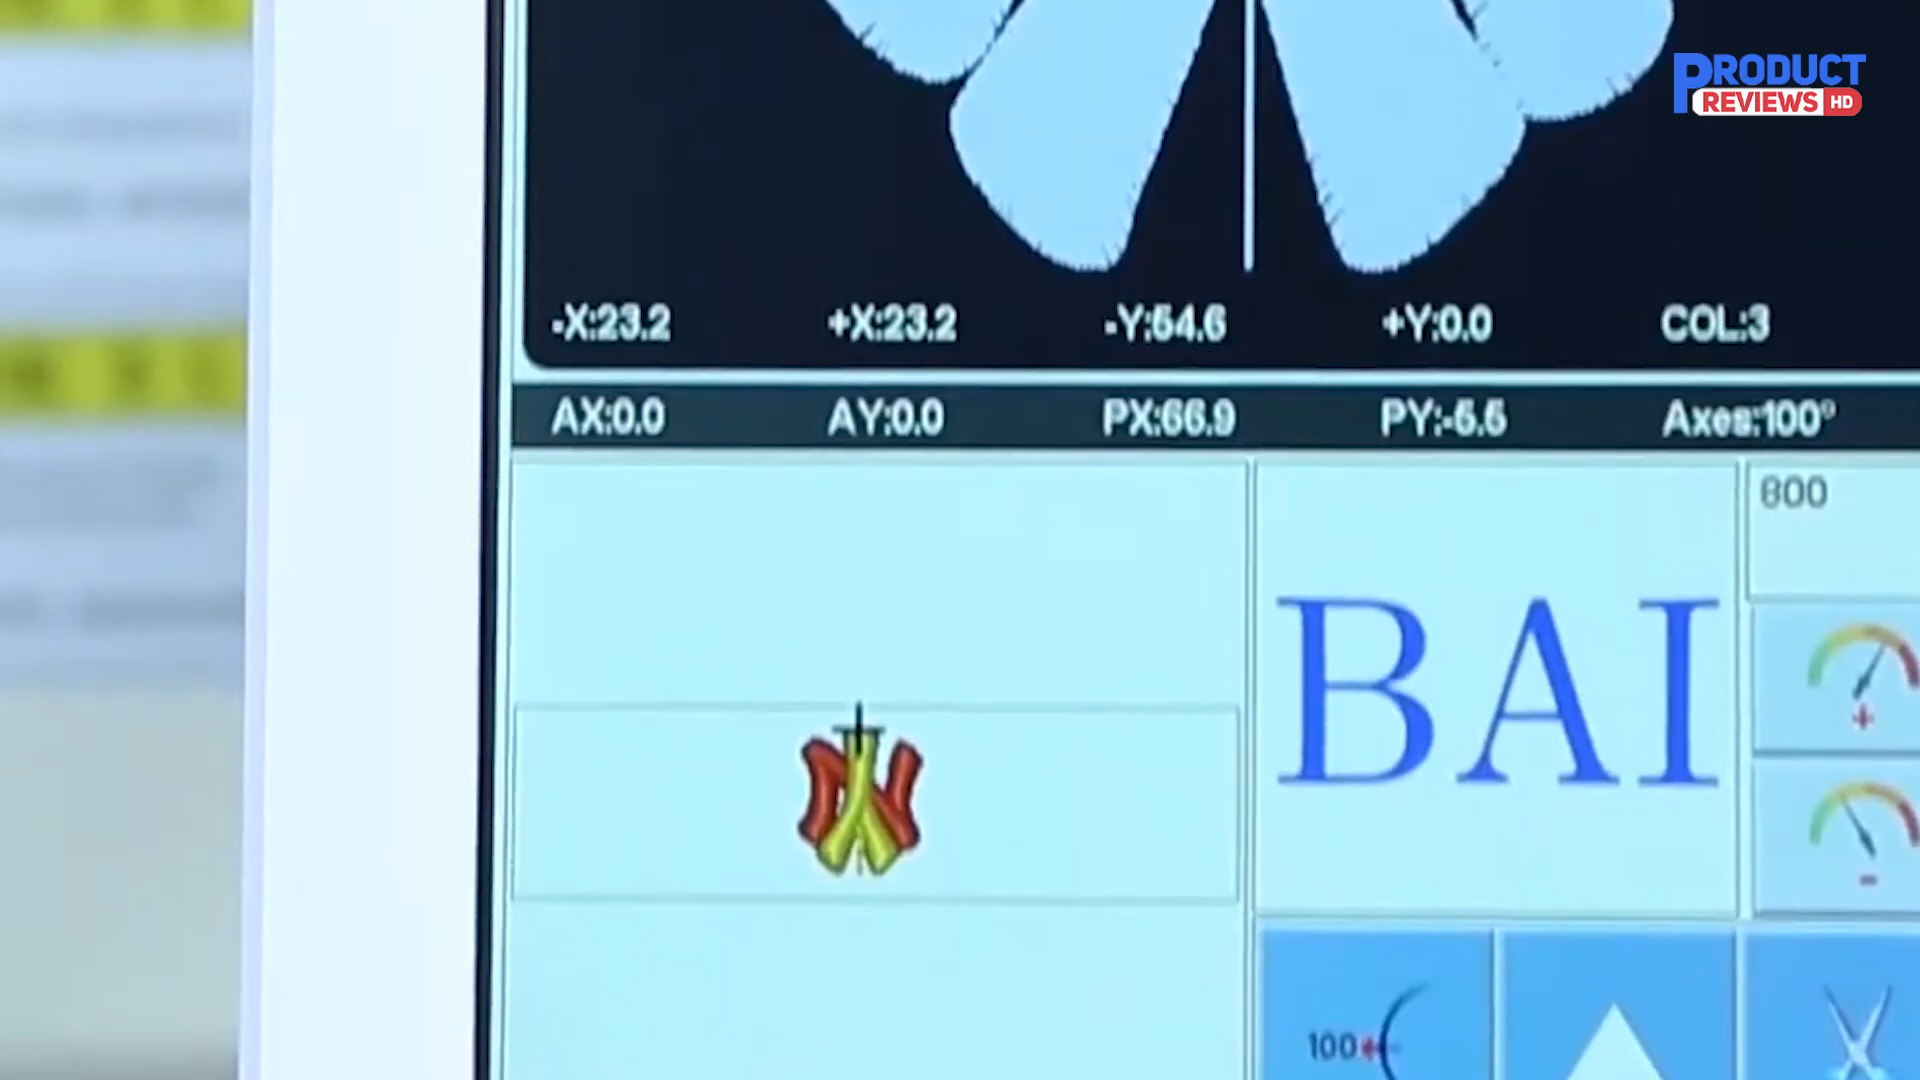 PRODUCT
REVIEWS HD
-X:23.2 +X:23.2 -Y:54.6 +Y:0.0 COL:3
AX:0.0 AY:0.0 PX:66.9 PY:-5.5 Axes:100°
800
BAI
+
-
100